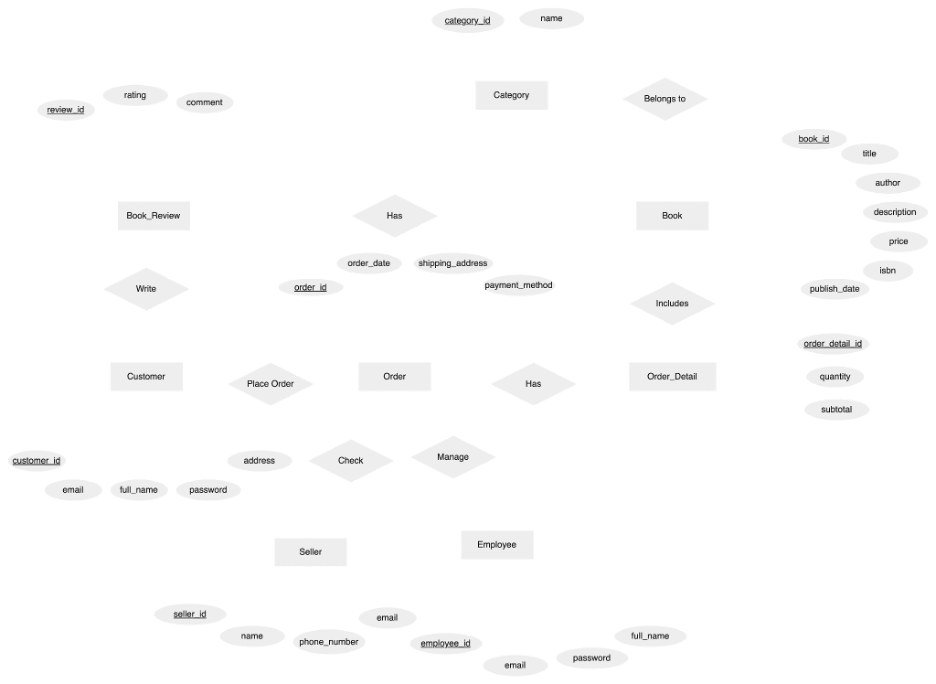 category_id
name
rating
comment
review_id
Category
Belongs to
book_id
title
author
description
price
isbn
publish_date
Book_Review
Has
Book
order_date
shipping_address
order_id
payment_method
Write
Includes
order_detail_id
quantity
subtotal
Customer
Place Order
Order
Has
Order_Detail
customer_id
email
full_name
password
address
Check
Manage
Seller
Employee
seller_id
name
phone_number
email
employee_id
email
password
full_name